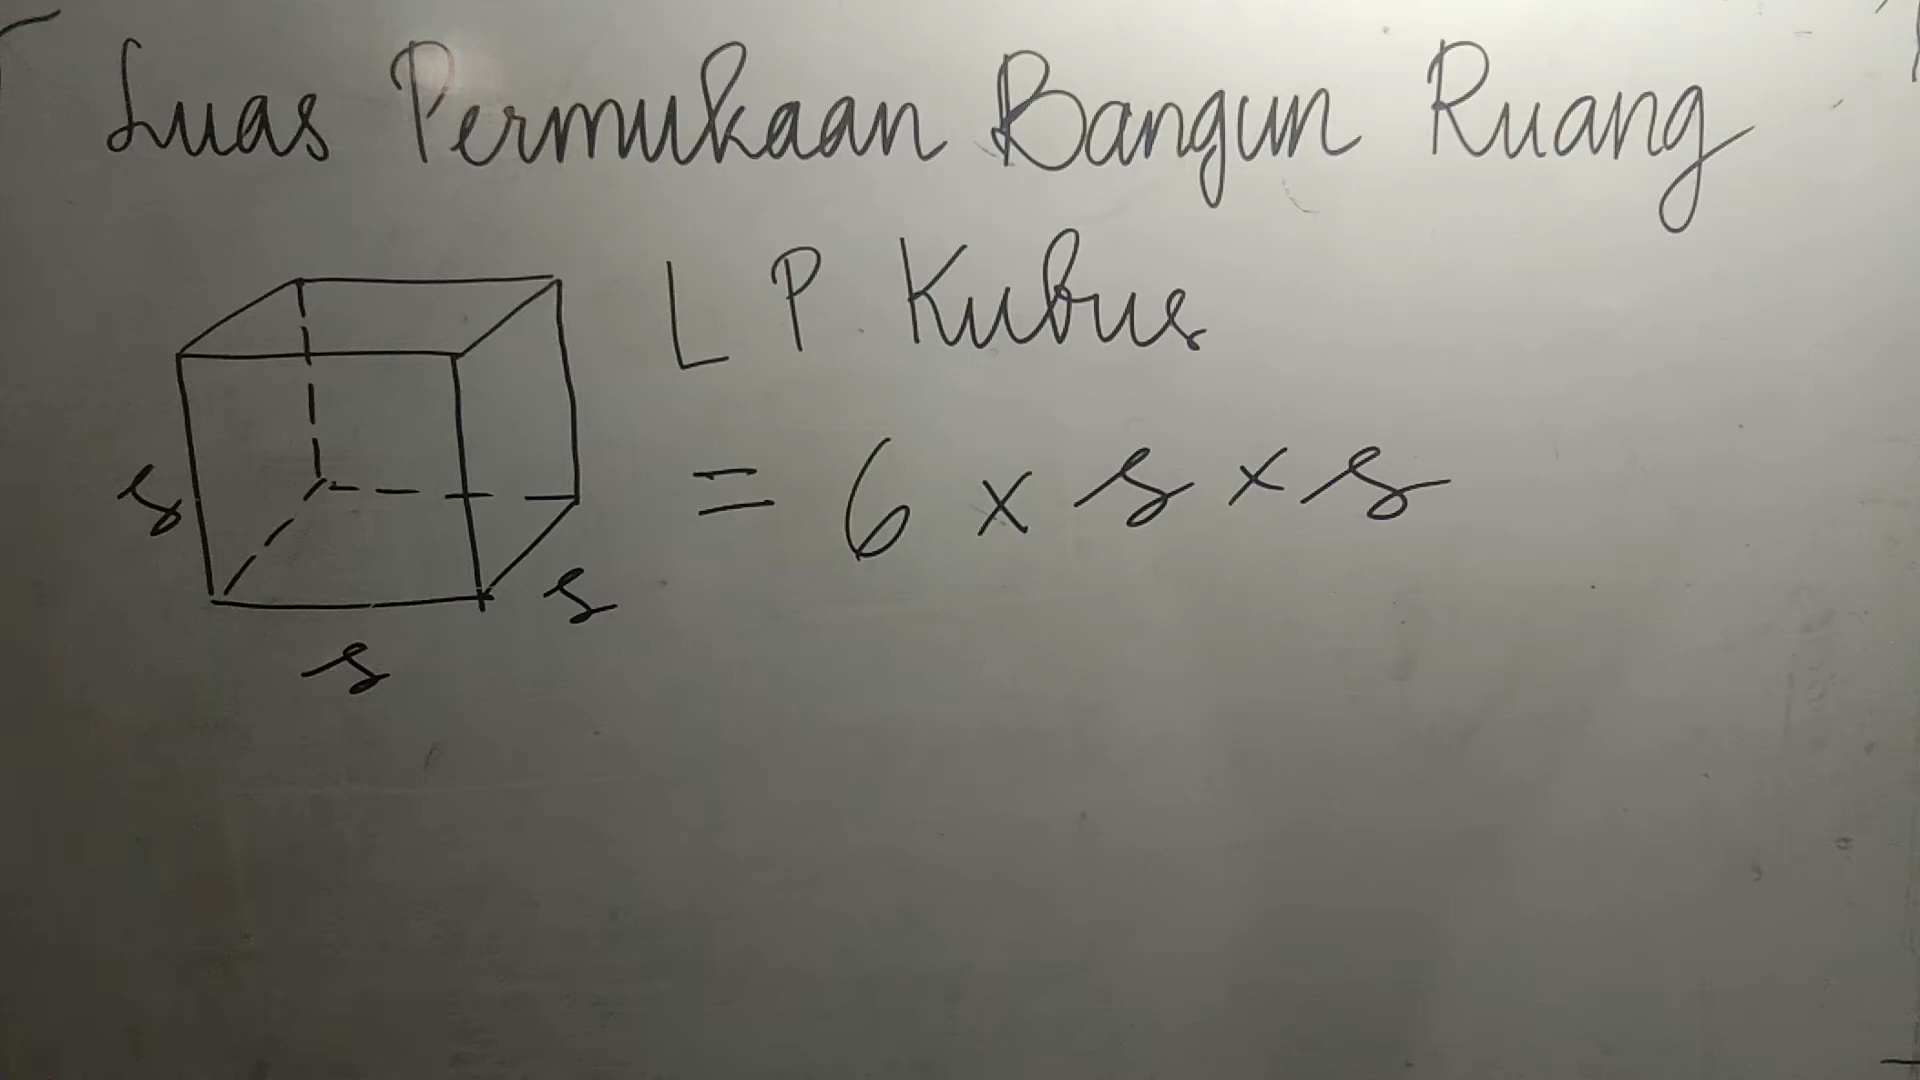 Luas Permukaan Bangun Ruang
L P Kubus
= 6 x s x s
s
s
s